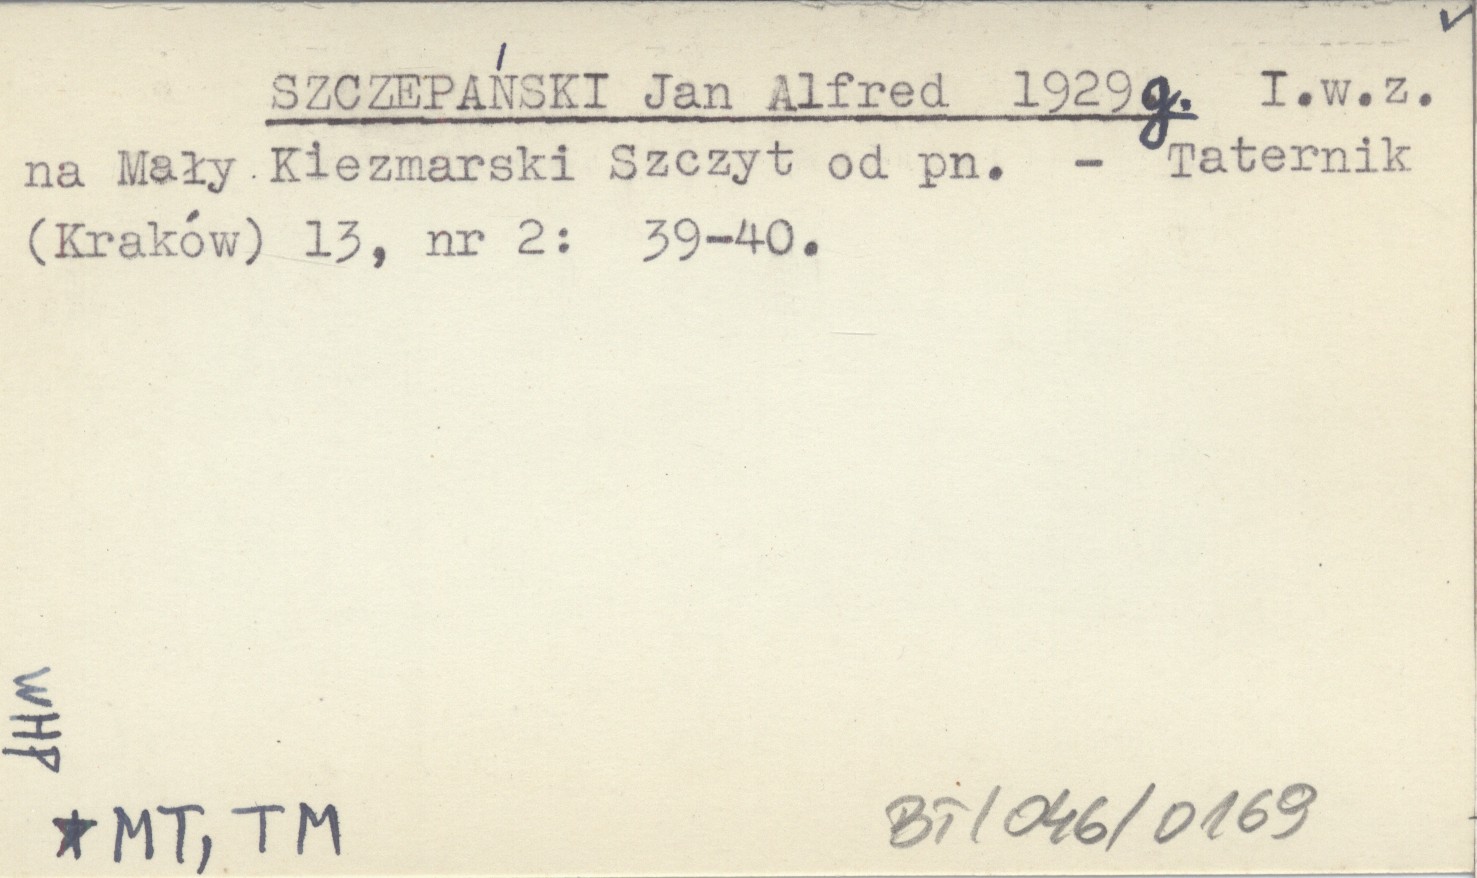 SZCZEPAŃSKI Jan Alfred 1929g. I.w.z.
na Mały Kiezmarski Szczyt od pn. - Taternik
(Kraków) 13, nr 2: 39-40.
WHP
*MT, TM
BT/046/0169